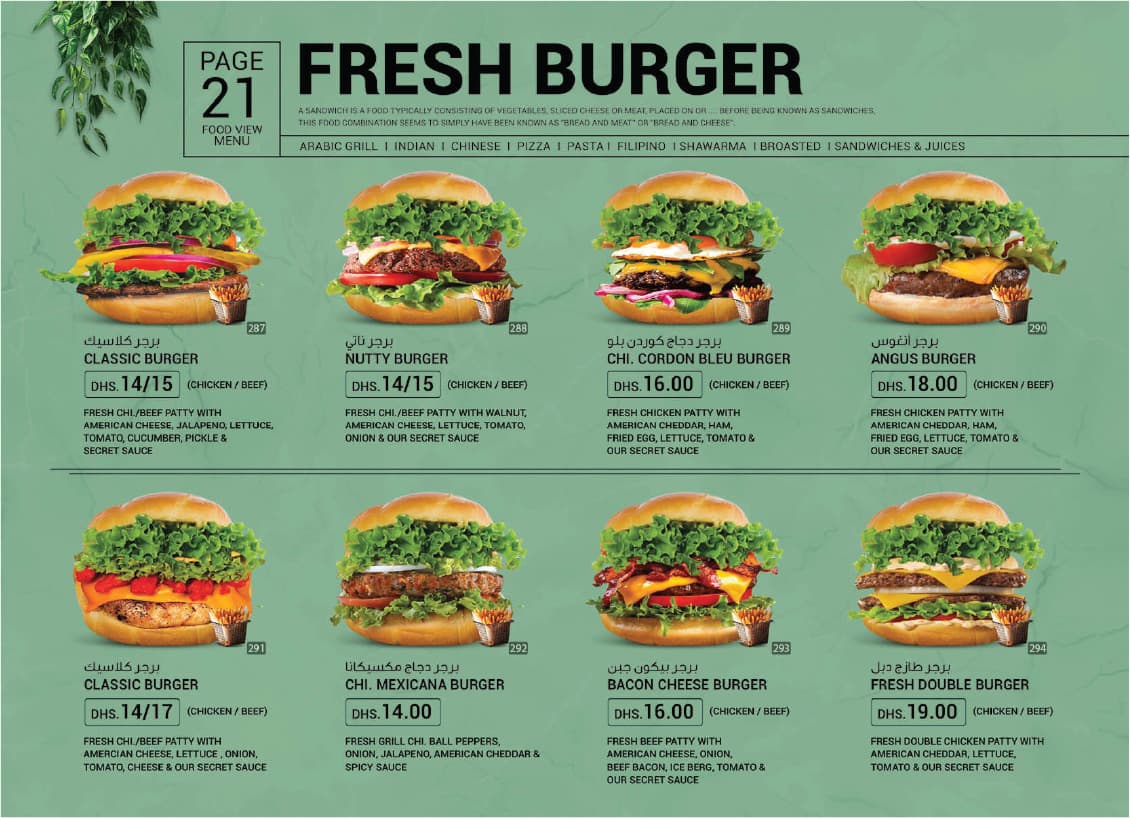 PAGE
21
FOOD VIEW
MENU
FRESH BURGER
A SANDWICH IS A FOOD TYPICALLY CONSISTING OF VEGETABLES, SLICED CHEESE OR MEAT, PLACED ON OR .... BEFORE BEING KNOWN AS SANDWICHES,
THIS FOOD COMBINATION SEEMS TO SIMPLY HAVE BEEN KNOWN AS "BREAD AND MEAT" OR "BREAD AND CHEESE".
ARABIC GRILL I INDIAN I CHINESE I PIZZA I PASTA I FILIPINO I SHAWARMA I BROASTED I SANDWICHES & JUICES
287
برجر كلاسيك
CLASSIC BURGER
DHS. 14/15 (CHICKEN / BEEF)
FRESH CHI./BEEF PATTY WITH
AMERICAN CHEESE, JALAPENO, LETTUCE,
TOMATO, CUCUMBER, PICKLE &
SECRET SAUCE
288
برجر ناتي
NUTTY BURGER
DHS. 14/15 (CHICKEN / BEEF)
FRESH CHI./BEEF PATTY WITH WALNUT,
AMERICAN CHEESE, LETTUCE, TOMATO,
ONION & OUR SECRET SAUCE
289
برجر دجاج كوردن بلو
CHI. CORDON BLEU BURGER
DHS. 16.00 (CHICKEN / BEEF)
FRESH CHICKEN PATTY WITH
AMERICAN CHEDDAR, HAM,
FRIED EGG, LETTUCE, TOMATO &
OUR SECRET SAUCE
290
برجر أنغوس
ANGUS BURGER
DHS. 18.00 (CHICKEN / BEEF)
FRESH CHICKEN PATTY WITH
AMERICAN CHEDDAR, HAM,
FRIED EGG, LETTUCE, TOMATO &
OUR SECRET SAUCE
291
برجر كلاسيك
CLASSIC BURGER
DHS. 14/17 (CHICKEN / BEEF)
FRESH CHI./BEEF PATTY WITH
AMERCIAN CHEESE, LETTUCE , ONION,
TOMATO, CHEESE & OUR SECRET SAUCE
292
برجر دجاج مكسيكانا
CHI. MEXICANA BURGER
DHS. 14.00
FRESH GRILL CHI. BALL PEPPERS,
ONION, JALAPENO, AMERICAN CHEDDAR &
SPICY SAUCE
293
برجر بيكون جبن
BACON CHEESE BURGER
DHS. 16.00 (CHICKEN / BEEF)
FRESH BEEF PATTY WITH
AMERICAN CHEESE, ONION,
BEEF BACON, ICE BERG, TOMATO &
OUR SECRET SAUCE
294
برجر طازج دبل
FRESH DOUBLE BURGER
DHS. 19.00 (CHICKEN / BEEF)
FRESH DOUBLE CHICKEN PATTY WITH
AMERICAN CHEDDAR, LETTUCE,
TOMATO & OUR SECRET SAUCE